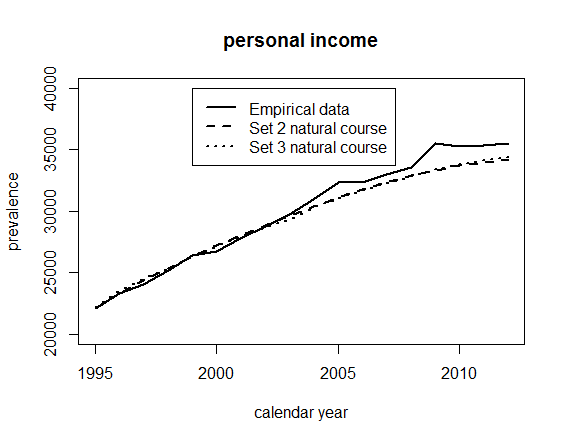 personal income
Empirical data
Set 2 natural course
Set 3 natural course
prevalence
40000
35000
30000
25000
20000
1995
2000
2005
2010
calendar year